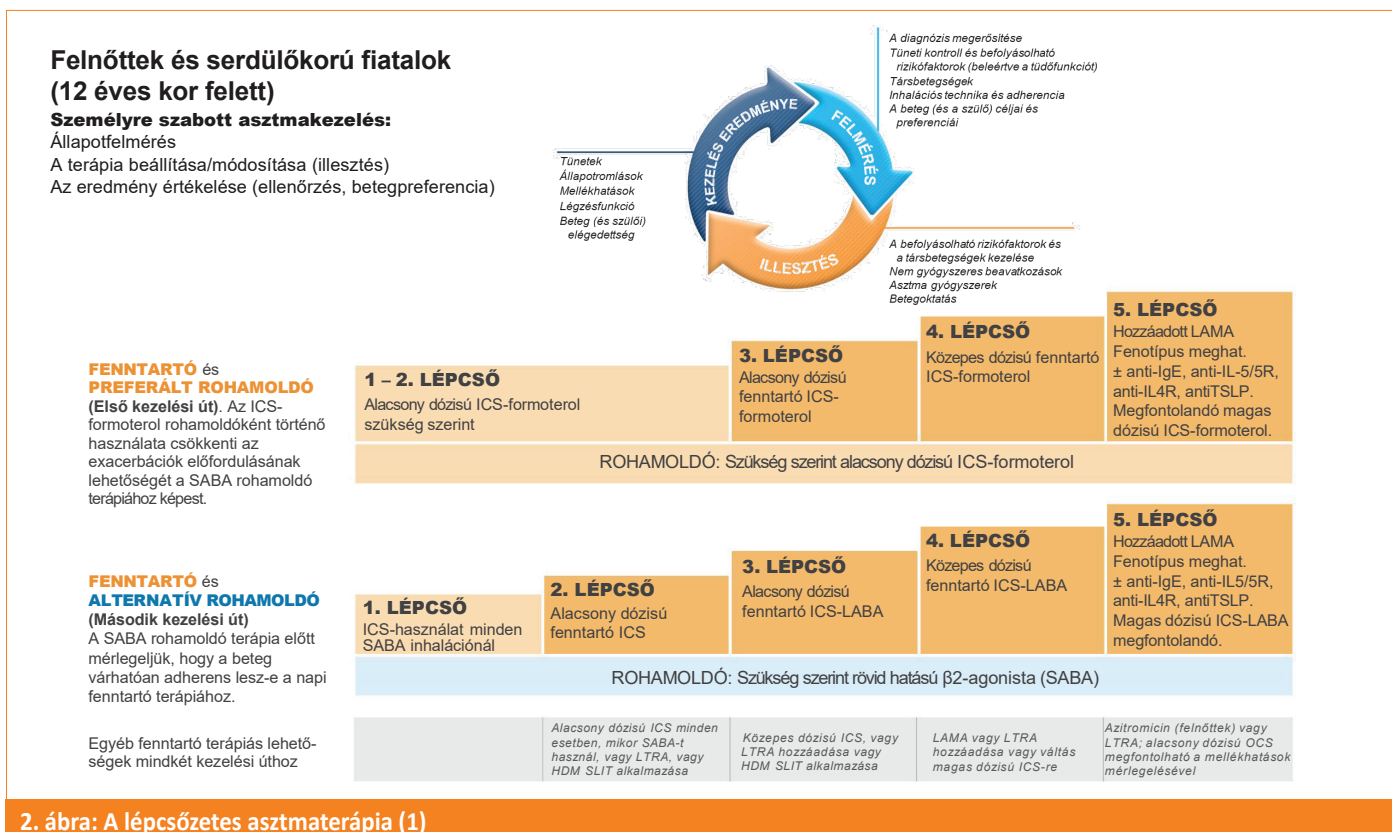 Felnőttek és serdülőkorú fiatalok
(12 éves kor felett)
Személyre szabott asztmakezelés:
Állapotfelmérés
A terápia beállítása/módosítása (illesztés)
Az eredmény értékelése (ellenőrzés, betegpreferencia)
A diagnózis megerősítése
Tüneti kontroll és befolyásolható
rizikófaktorok (beleértve a tüdőfunkciót)
Társbetegségek
Inhalációs technika és adherencia
A beteg (és a szülő) céljai és
preferenciái
KEZELÉS EREDMÉNYE
FELMÉRÉS
ILLESZTÉS
Tünetek
Állapotromlások
Mellékhatások
Légzésfunkció
Beteg (és szülői)
elégedettség
A befolyásolható rizikófaktorok és
a társbetegségek kezelése
Nem gyógyszeres beavatkozások
Asztma gyógyszerek
Betegoktatás
FENNTARTÓ és
PREFERÁLT ROHAMOLDÓ
(Első kezelési út). Az ICS-
formoterol rohamoldóként történő
használata csökkenti az
exacerbációk előfordulásának
lehetőségét a SABA rohamoldó
terápiához képest.
1 – 2. LÉPCSŐ
Alacsony dózisú ICS-formoterol
szükség szerint
3. LÉPCSŐ
Alacsony dózisú
fenntartó ICS-
formoterol
4. LÉPCSŐ
Közepes dózisú fenntartó
ICS-formoterol
5. LÉPCSŐ
Hozzáadott LAMA
Fenotípus meghat.
± anti-IgE, anti-IL-5/5R,
anti-IL4R, antiTSLP.
Megfontolandó magas
dózisú ICS-formoterol.
ROHAMOLDÓ: Szükség szerint alacsony dózisú ICS-formoterol
FENNTARTÓ és
ALTERNATÍV ROHAMOLDÓ
(Második kezelési út)
A SABA rohamoldó terápia előtt
mérlegeljük, hogy a beteg
várhatóan adherens lesz-e a napi
fenntartó terápiához.
1. LÉPCSŐ
ICS-használat minden
SABA inhalációnál
2. LÉPCSŐ
Alacsony dózisú
fenntartó ICS
3. LÉPCSŐ
Alacsony dózisú
fenntartó ICS-LABA
4. LÉPCSŐ
Közepes dózisú
fenntartó ICS-LABA
5. LÉPCSŐ
Hozzáadott LAMA
Fenotípus meghat.
± anti-IgE, anti-IL5/5R,
anti-IL4R, antiTSLP.
Magas dózisú ICS-LABA
megfontolandó.
ROHAMOLDÓ: Szükség szerint rövid hatású β2-agonista (SABA)
Egyéb fenntartó terápiás lehető-
ségek mindkét kezelési úthoz
Alacsony dózisú ICS minden
esetben, mikor SABA-t
használ, vagy LTRA, vagy
HDM SLIT alkalmazása
Közepes dózisú ICS, vagy
LTRA hozzáadása vagy
HDM SLIT alkalmazása
LAMA vagy LTRA
hozzáadása vagy váltás
magas dózisú ICS-re
Azitromicin (felnőttek) vagy
LTRA; alacsony dózisú OCS
megfontolható a mellékhatások
mérlegelésével
2. ábra: A lépcsőzetes asztmaterápia (1)